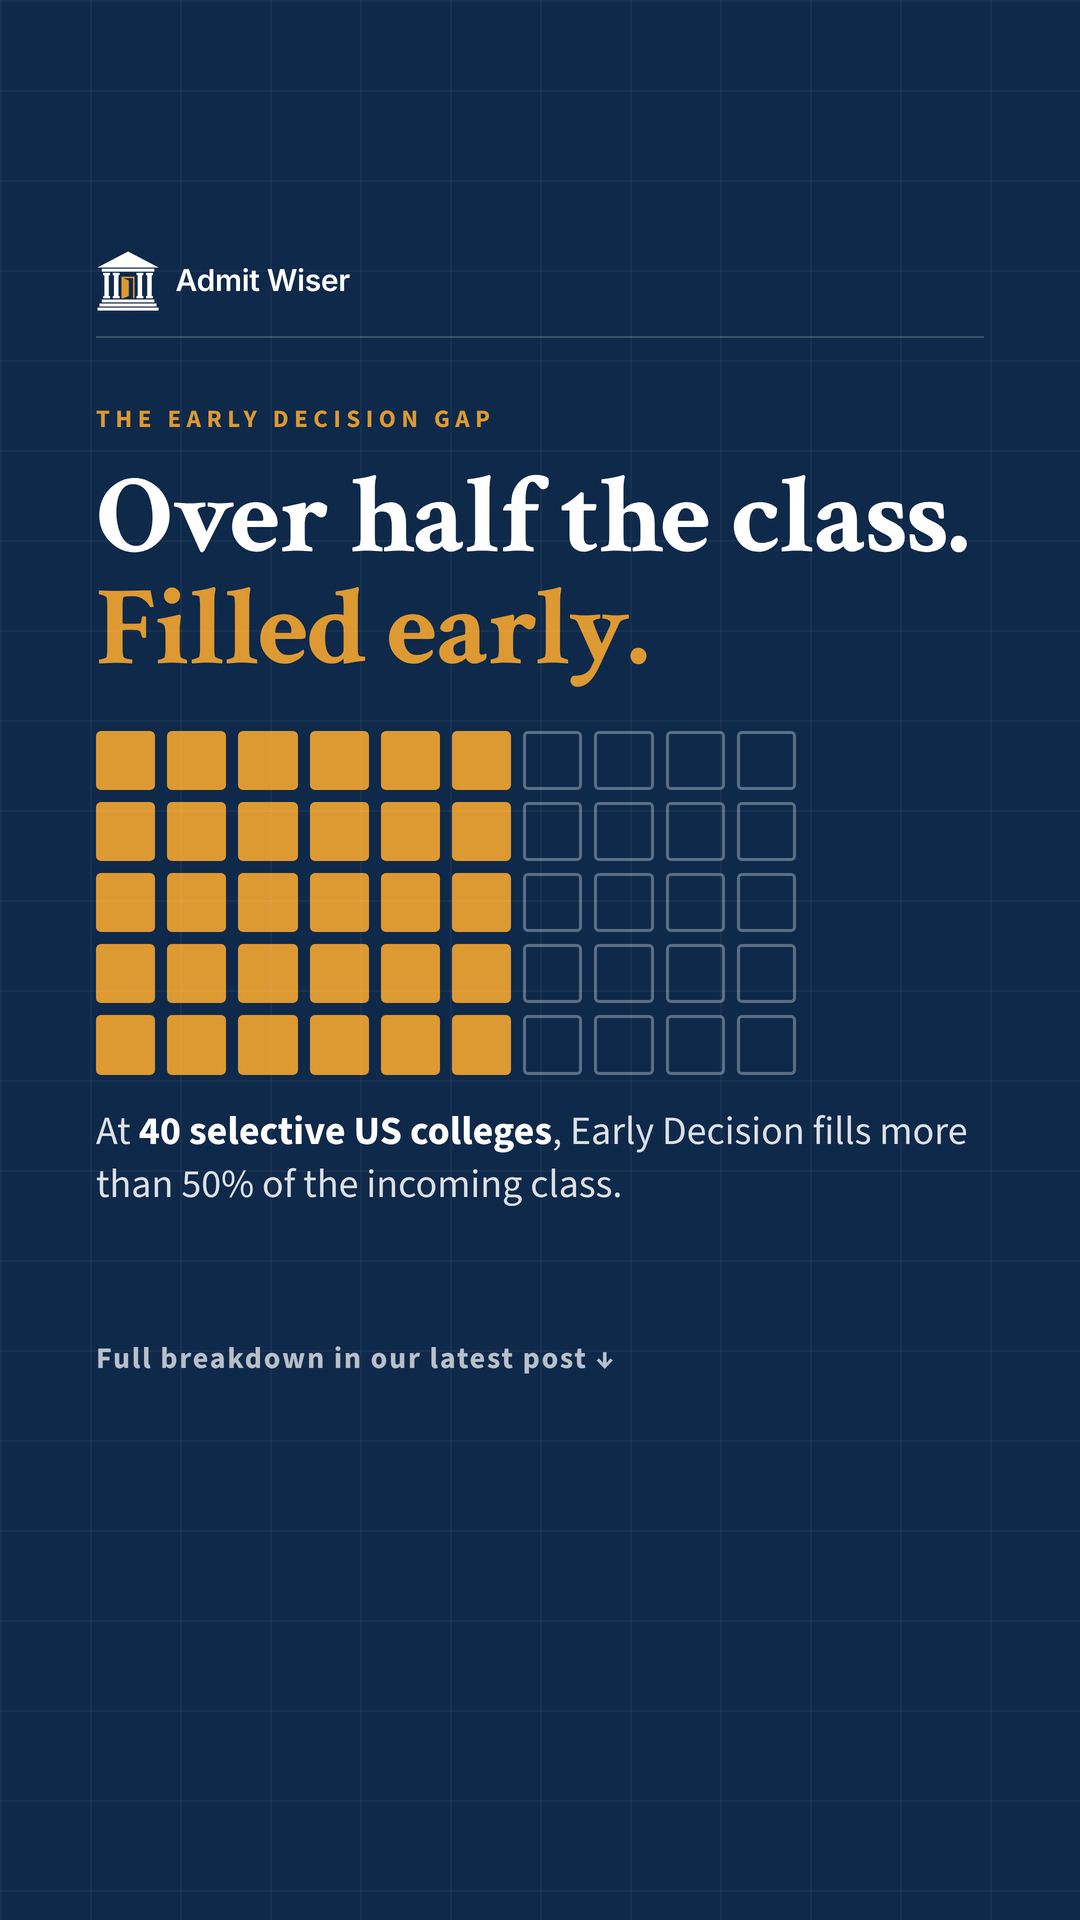 Admit Wiser
THE EARLY DECISION GAP
Over half the class.
Filled early.
At 40 selective US colleges, Early Decision fills more
than 50% of the incoming class.
Full breakdown in our latest post ↓